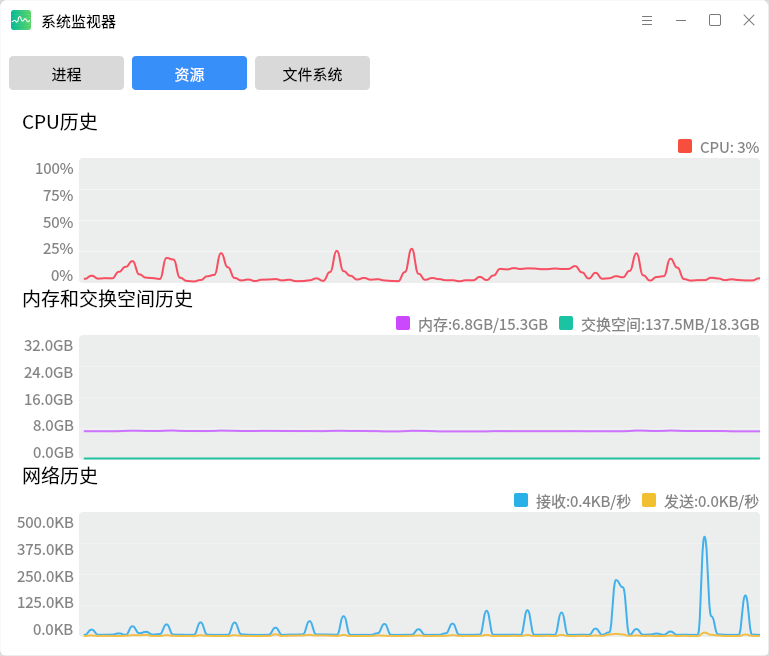 系统监视器
进程 资源 文件系统
CPU历史
CPU: 3%
100%
75%
50%
25%
0%
内存和交换空间历史
内存:6.8GB/15.3GB 交换空间:137.5MB/18.3GB
32.0GB
24.0GB
16.0GB
8.0GB
0.0GB
网络历史
接收:0.4KB/秒 发送:0.0KB/秒
500.0KB
375.0KB
250.0KB
125.0KB
0.0KB